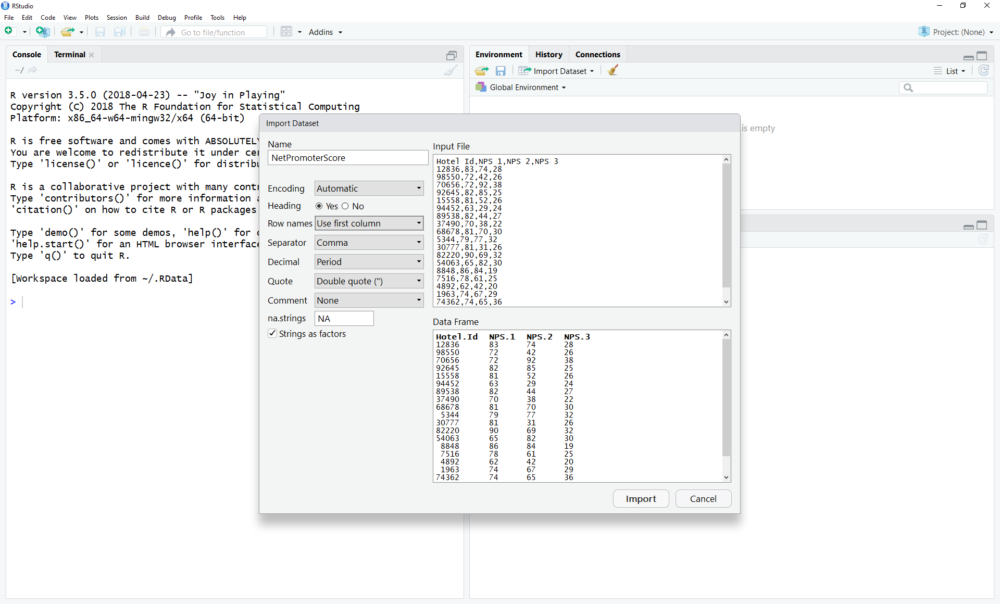 RStudio
File Edit Code View Plots Session Build Debug Profile Tools Help
Go to file/function
Addins
Project: (None)
Console Terminal
~/
R version 3.5.0 (2018-04-23) -- "Joy in Playing"
Copyright (C) 2018 The R Foundation for Statistical Computing
Platform: x86_64-w64-mingw32/x64 (64-bit)
R is free software and comes with ABSOLUTELY
You are welcome to redistribute it under
Type 'license()' or 'licence()' for
R is a collaborative project with many
Type 'contributors()' for more information
'citation()' on how to cite R or R packages
Type 'demo()' for some demos, 'help()' for
'help.start()' for an HTML browser interface
Type 'q()' to quit R.
[Workspace loaded from ~/.RData]
>
Environment History Connections
Import Dataset
List
Global Environment
is empty
Import Dataset
Name
NetPromoterScore
Encoding Automatic
Heading Yes No
Row names Use first column
Separator Comma
Decimal Period
Quote Double quote (")
Comment None
na.strings NA
Strings as factors
Input File
Hotel Id,NPS 1,NPS 2,NPS 3
12836,83,74,28
98550,72,42,26
70656,72,92,38
92645,82,85,25
15558,81,52,26
94452,63,29,24
89538,82,44,27
37490,70,38,22
68678,81,70,30
5344,79,77,32
30777,81,31,26
82220,90,69,32
54063,65,82,30
8848,86,84,19
7516,78,61,25
4892,62,42,20
1963,74,67,29
74362,74,65,36
Data Frame
Hotel.Id NPS.1 NPS.2 NPS.3
12836 83 74 28
98550 72 42 26
70656 72 92 38
92645 82 85 25
15558 81 52 26
94452 63 29 24
89538 82 44 27
37490 70 38 22
68678 81 70 30
5344 79 77 32
30777 81 31 26
82220 90 69 32
54063 65 82 30
8848 86 84 19
7516 78 61 25
4892 62 42 20
1963 74 67 29
74362 74 65 36
Import Cancel